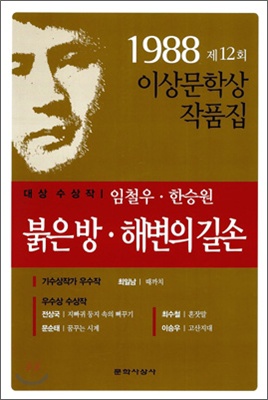 1988 제12회
이상문학상
작품집
대상 수상작 | 임철우 · 한승원
붉은방 · 해변의길손
기수상작가 우수작 최일남 | 깨까치
우수상 수상작
전상국 | 지빠귀 둥지 속의 뻐꾸기 최수철 | 혼잣말
문순태 | 꿈꾸는 시계 이승우 | 고산지대
문학사상사